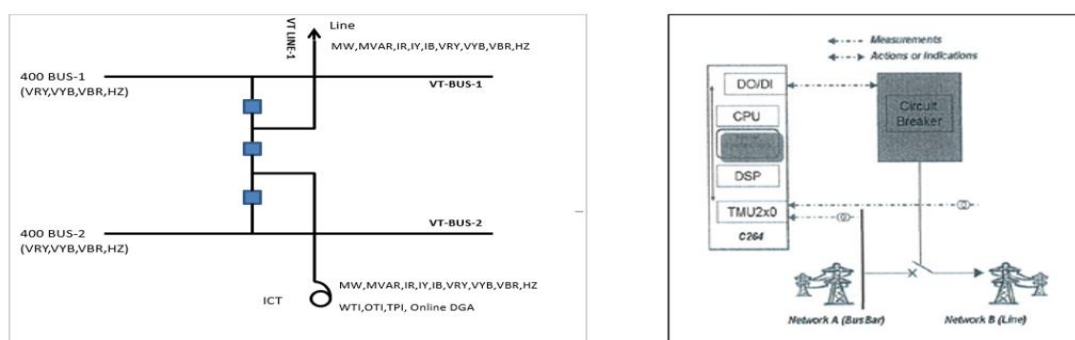 VT LINE-1
Line
MW,MVAR,IR,IY,IB,VRY,VYB,VBR,HZ
400 BUS-1
(VRY,VYB,VBR,HZ)
VT-BUS-1
400 BUS-2
(VRY,VYB,VBR,HZ)
VT-BUS-2
ICT
MW,MVAR,IR,IY,IB,VRY,VYB,VBR,HZ
WTI,OTI,TPI, Online DGA
Measurements
Actions or Indications
DO/DI
CPU
DSP
TMU2x0
C264
Circuit
Breaker
Network A (BusBar)
Network B (Line)